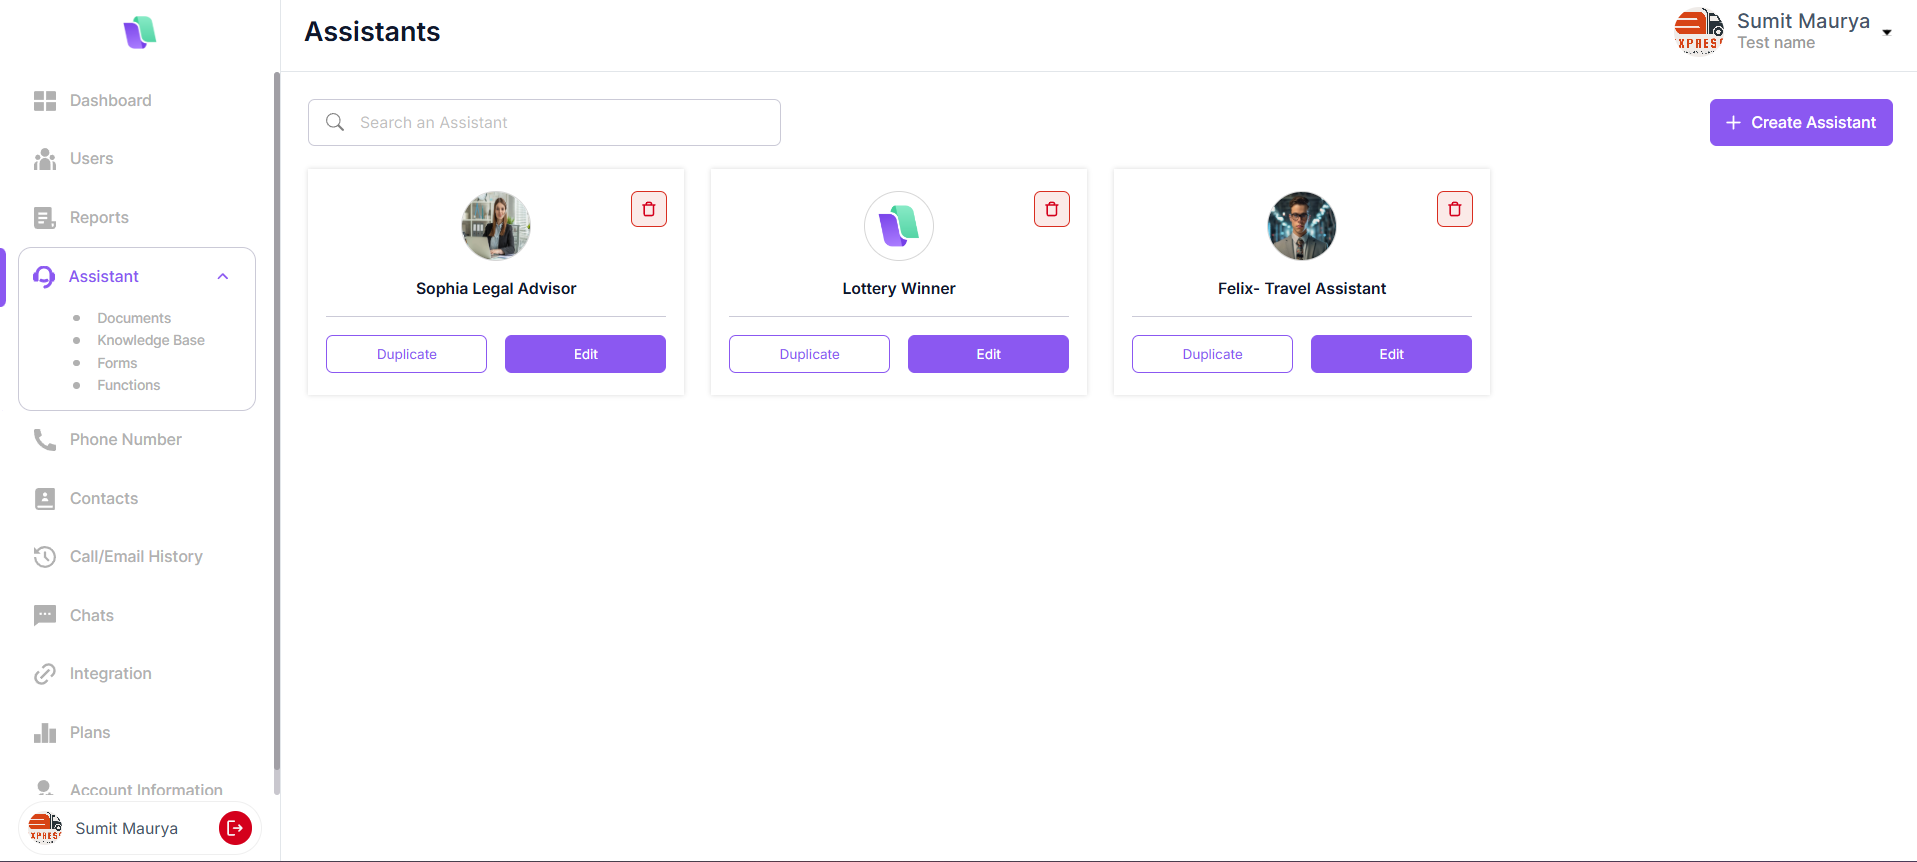 Assistants
Sumit Maurya
Test name
Dashboard
Users
Reports
Assistant
Documents
Knowledge Base
Forms
Functions
Phone Number
Contacts
Call/Email History
Chats
Integration
Plans
Account Information
Sumit Maurya
Search an Assistant
Create Assistant
Sophia Legal Advisor
Duplicate
Edit
Lottery Winner
Duplicate
Edit
Felix- Travel Assistant
Duplicate
Edit